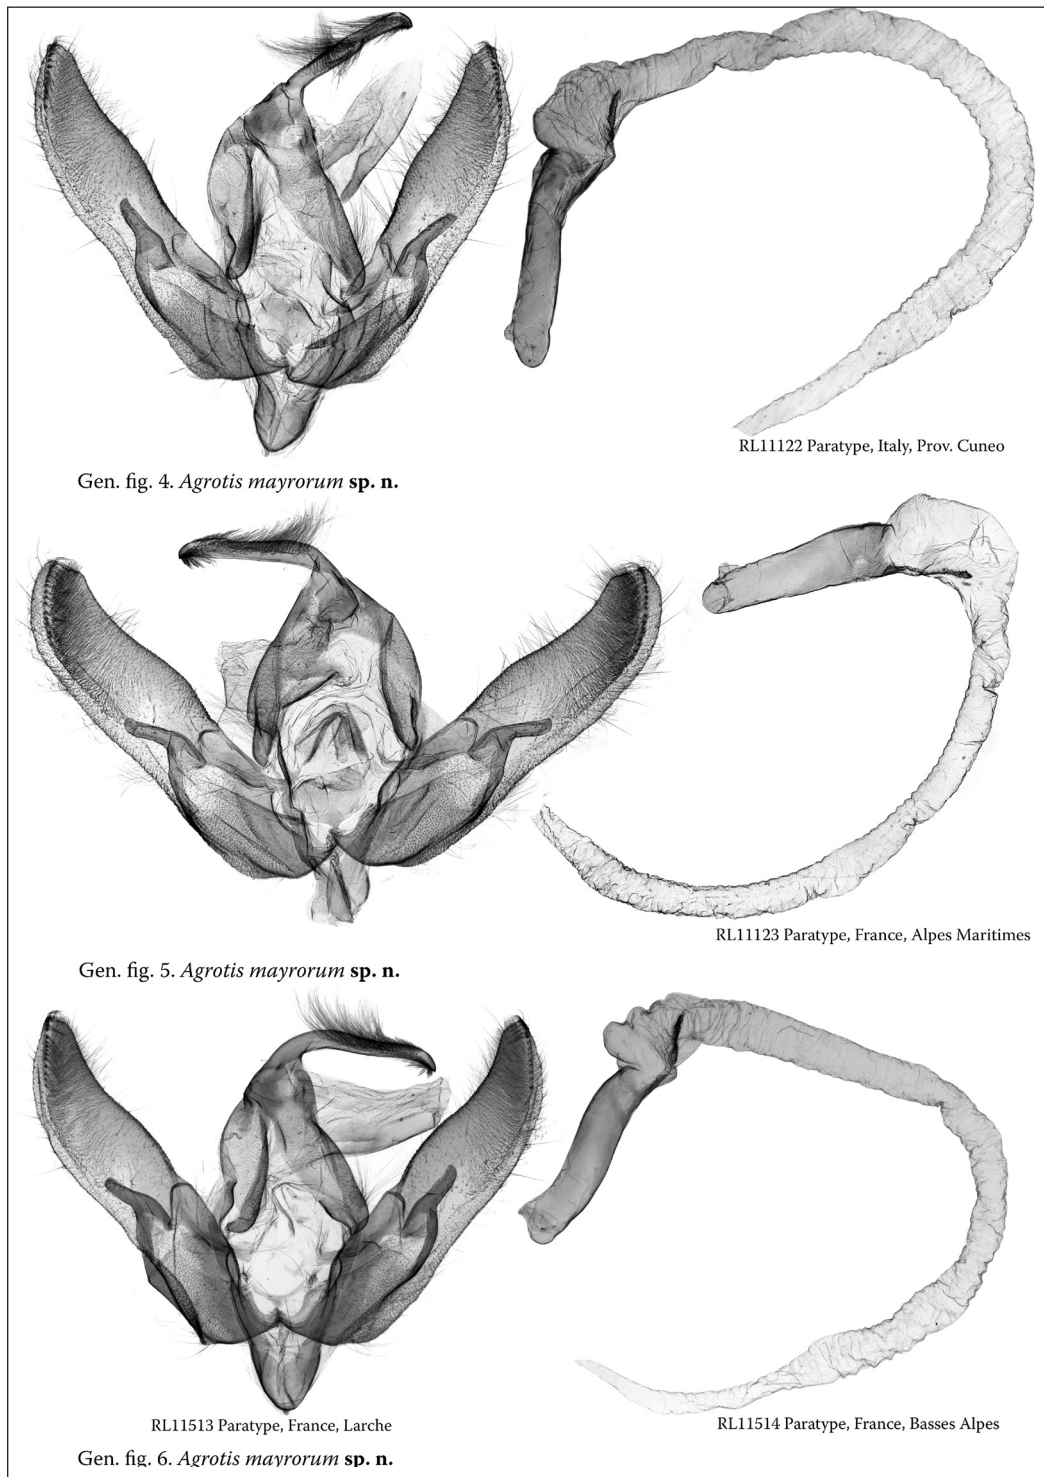 RL11122 Paratype, Italy, Prov. Cuneo
Gen. fig. 4. Agrotis mayrorum sp. n.
RL11123 Paratype, France, Alpes Maritimes
Gen. fig. 5. Agrotis mayrorum sp. n.
RL11513 Paratype, France, Larche
RL11514 Paratype, France, Basses Alpes
Gen. fig. 6. Agrotis mayrorum sp. n.